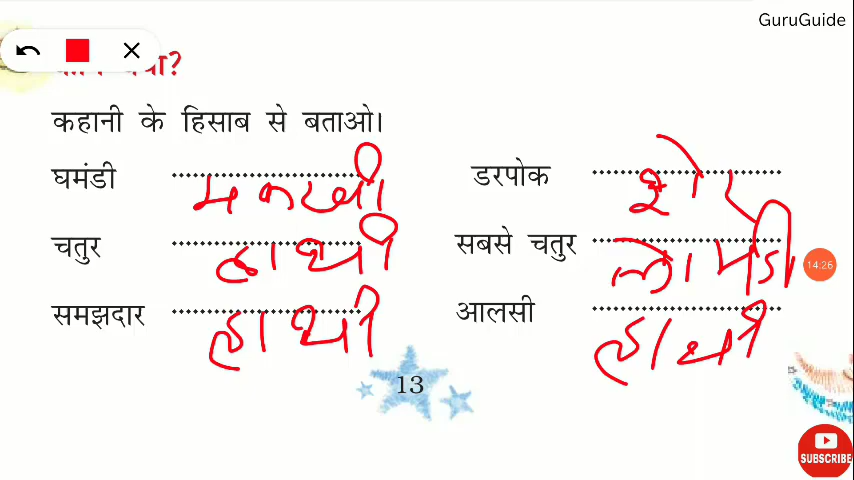 GuruGuide
कहानी के हिसाब से बताओ।
घमंडी मक्खी डरपोक शेर
चतुर हाथी सबसे चतुर लोमड़ी
समझदार हाथी आलसी हाथी
14:26
13
SUBSCRIBE